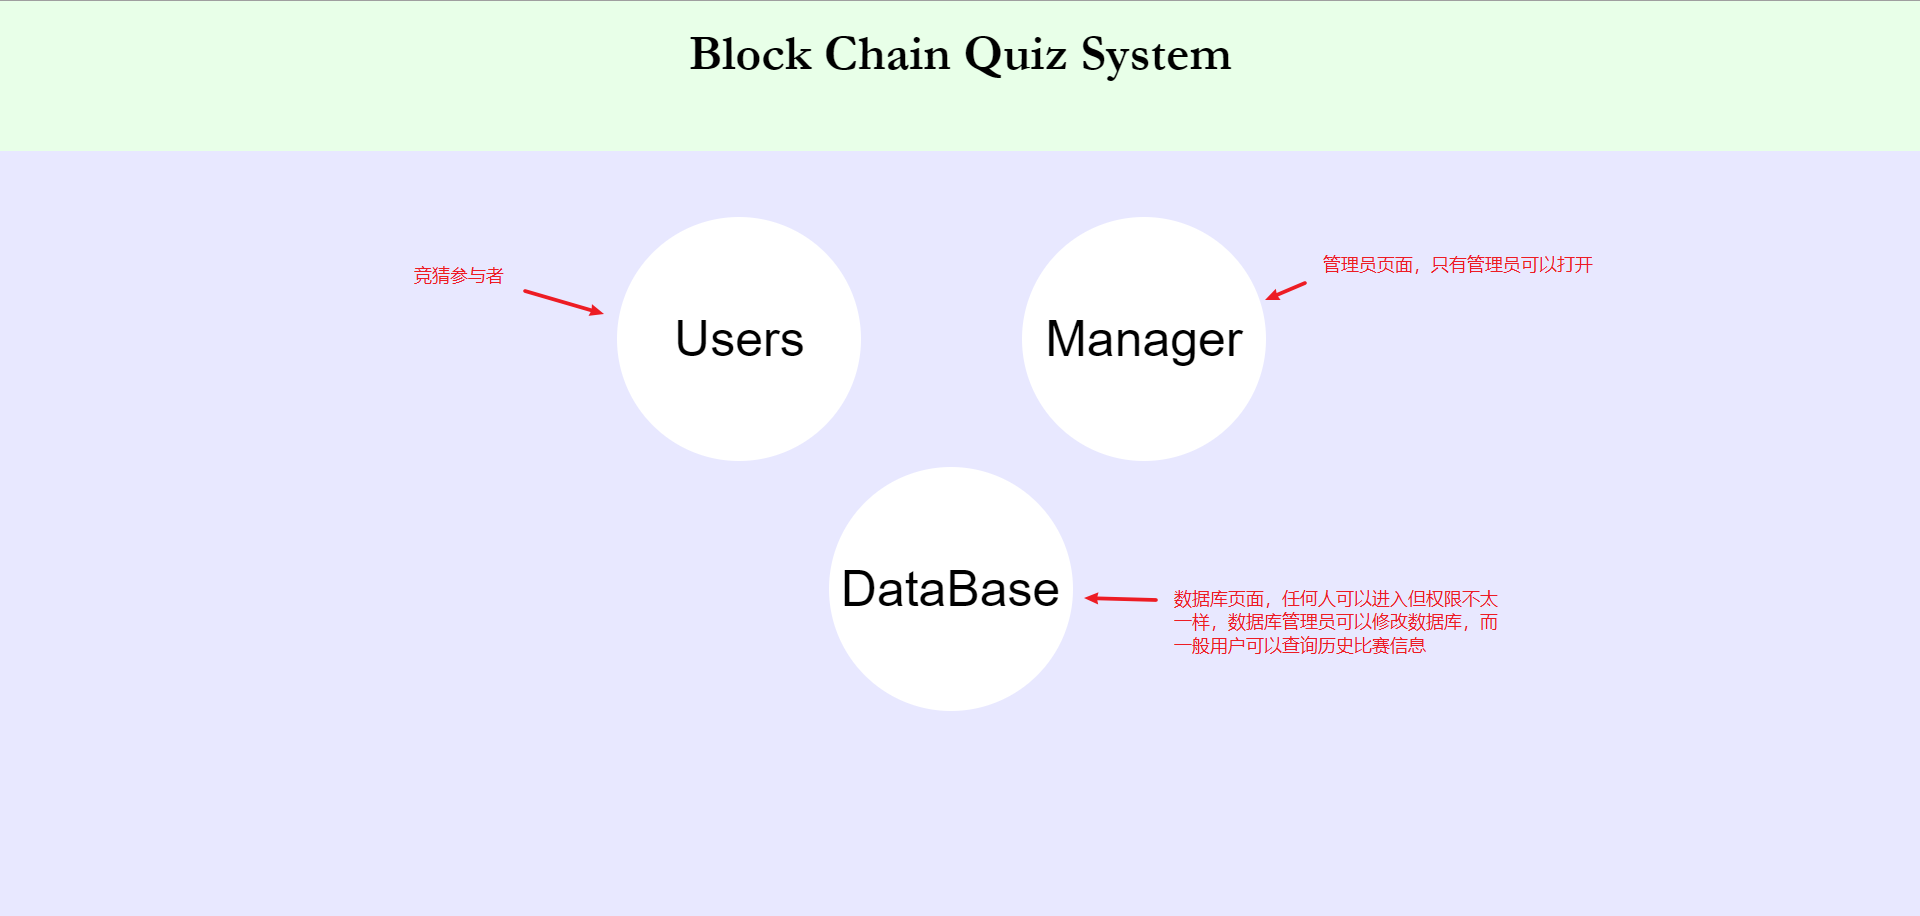 Block Chain Quiz System
竞猜参与者
管理员页面，只有管理员可以打开
Users
Manager
DataBase
数据库页面，任何人可以进入但权限不太
一样，数据库管理员可以修改数据库，而
一般用户可以查询历史比赛信息